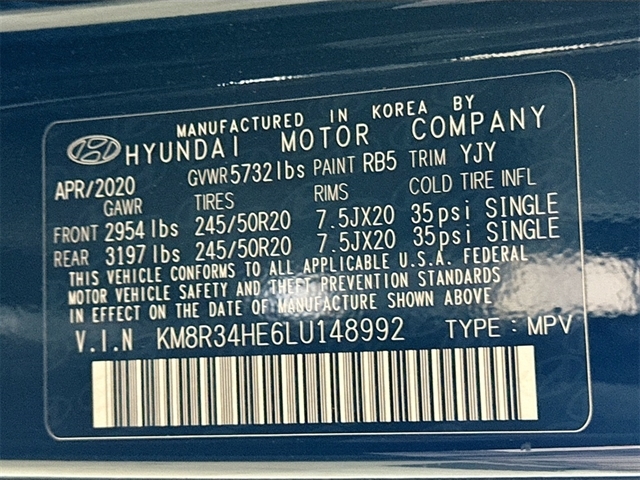 MANUFACTURED IN KOREA BY
HYUNDAI MOTOR COMPANY
APR/2020 GVWR 5732lbs PAINT RB5 TRIM YJY
GAWR TIRES RIMS COLD TIRE INFL
FRONT 2954 lbs 245/50R20 7.5JX20 35psi SINGLE
REAR 3197 lbs 245/50R20 7.5JX20 35psi SINGLE
THIS VEHICLE CONFORMS TO ALL APPLICABLE U.S.A. FEDERAL
MOTOR VEHICLE SAFETY AND THEFT PREVENTION STANDARDS
IN EFFECT ON THE DATE OF MANUFACTURE SHOWN ABOVE
V.I.N KM8R34HE6LU148992 TYPE : MPV